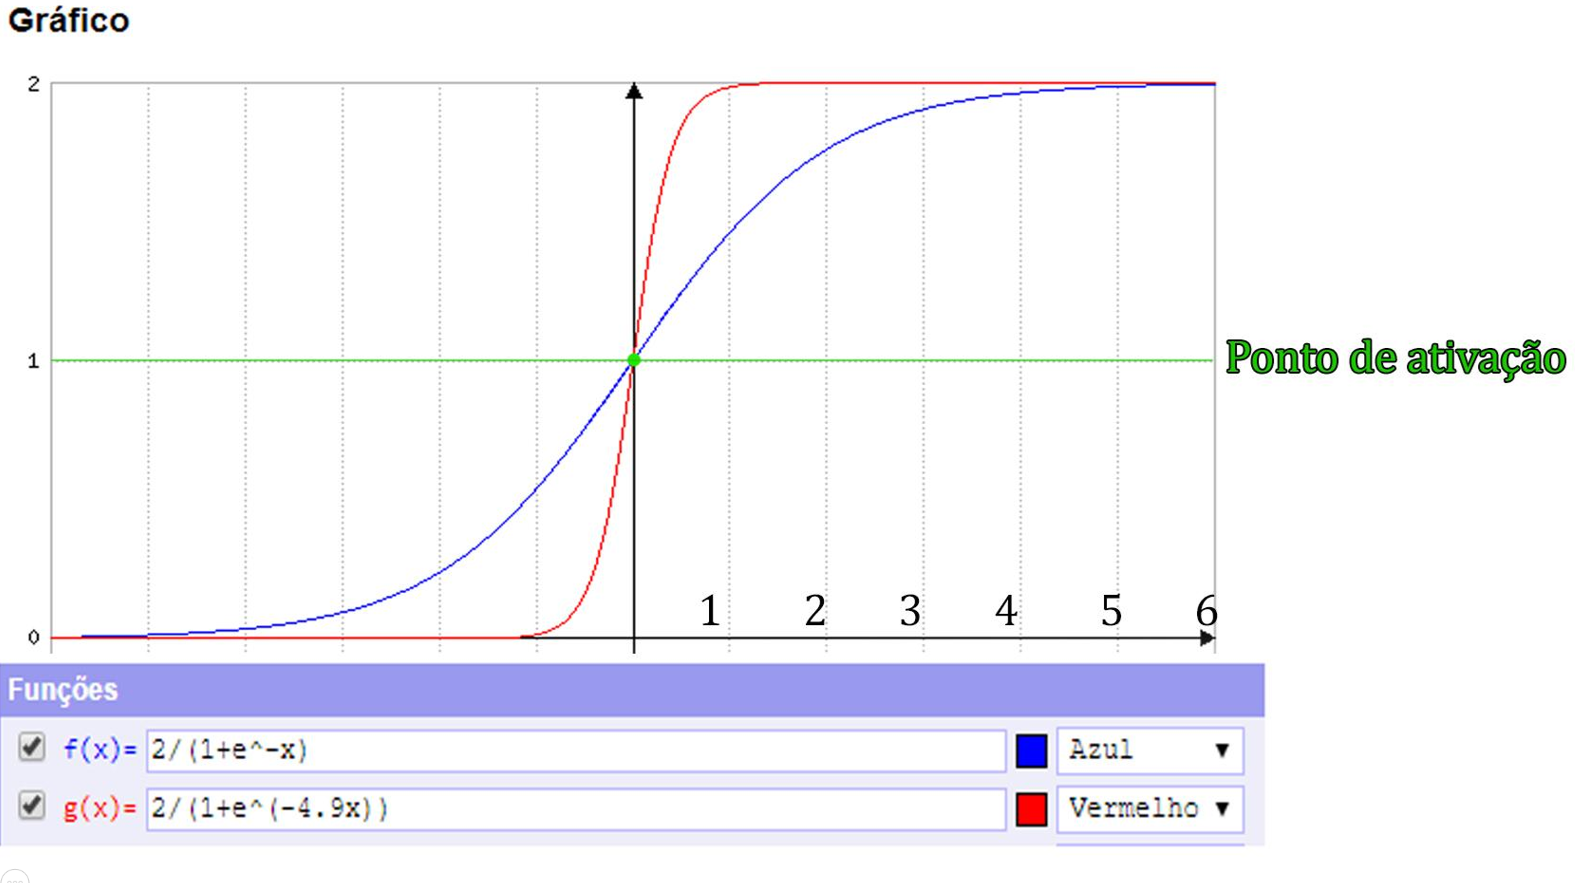 Gráfico
2
1
Ponto de ativação
1 2 3 4 5 6
0
Funções
f(x)= 2/(1+e^-x) Azul ▼
g(x)= 2/(1+e^(-4.9x)) Vermelho ▼